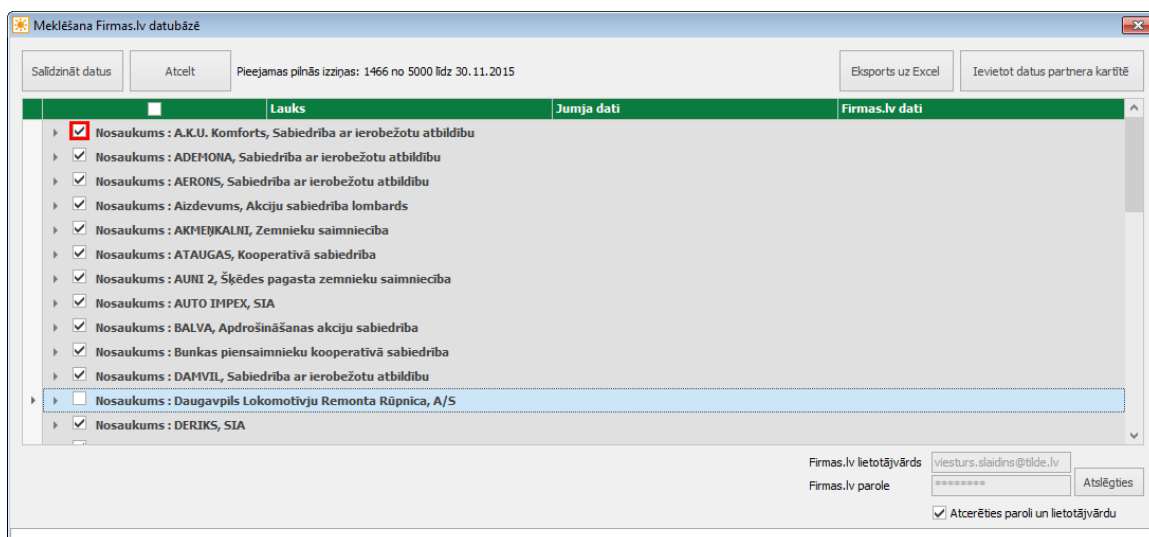 Meklēšana Firmas.lv datubāzē
Salīdzināt datus Atcelt Pieejamas pilnās izziņas: 1466 no 5000 līdz 30.11.2015 Eksports uz Excel Ievietot datus partnera kartītē
Lauks Jumja dati Firmas.lv dati
Nosaukums : A.K.U. Komforts, Sabiedrība ar ierobežotu atbildību
Nosaukums : ADEMONA, Sabiedrība ar ierobežotu atbildību
Nosaukums : AERONS, Sabiedrība ar ierobežotu atbildību
Nosaukums : Aizdevums, Akciju sabiedrība lombards
Nosaukums : AKMEŅKALNI, Zemnieku saimniecība
Nosaukums : ATAUGAS, Kooperatīvā sabiedrība
Nosaukums : AUNI 2, Šķēdes pagasta zemnieku saimniecība
Nosaukums : AUTO IMPEX, SIA
Nosaukums : BALVA, Apdrošināšanas akciju sabiedrība
Nosaukums : Bunkas piensaimnieku kooperatīvā sabiedrība
Nosaukums : DAMVIL, Sabiedrība ar ierobežotu atbildību
Nosaukums : Daugavpils Lokomotīvju Remonta Rūpnica, A/S
Nosaukums : DERIKS, SIA
Firmas.lv lietotājvārds viesturs.slaidins@tilde.lv
Firmas.lv parole ******** Atslēgties
Atcerēties paroli un lietotājvārdu